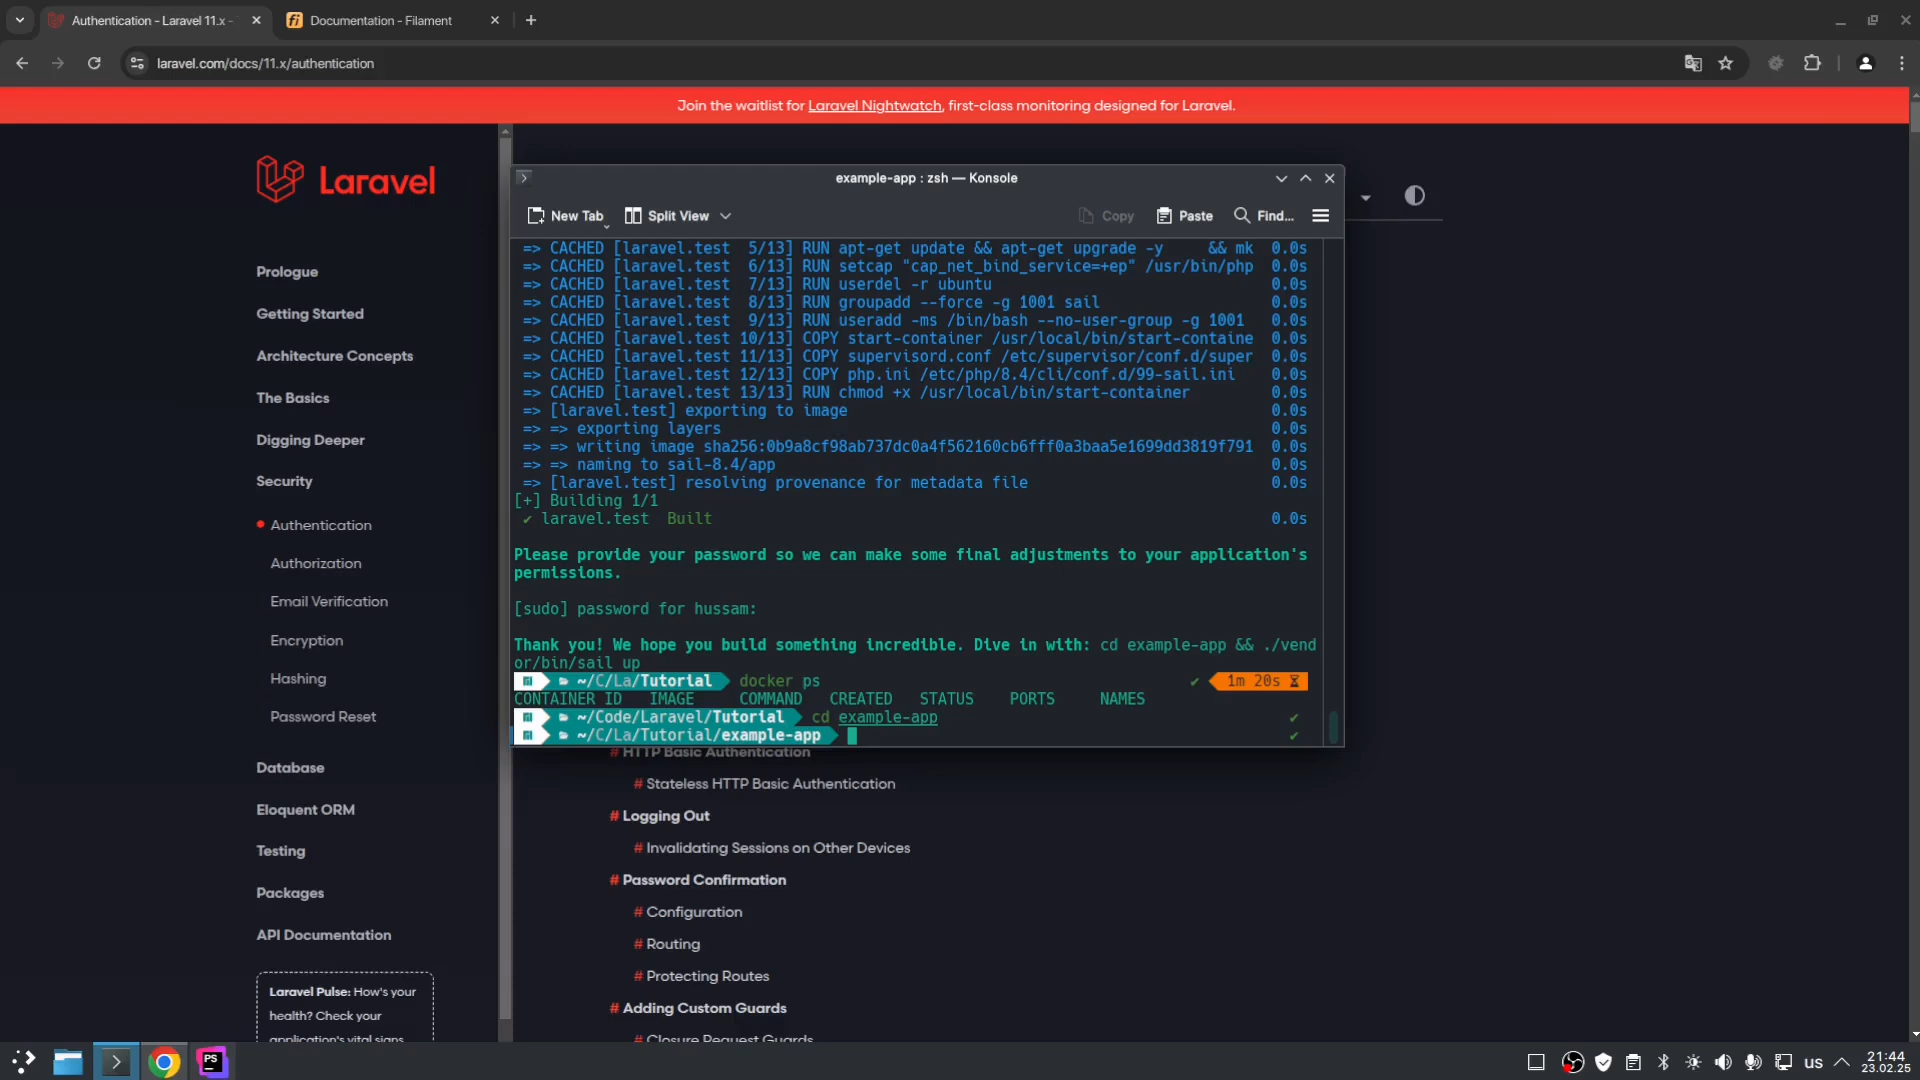 Authentication - Laravel 11.x -
Documentation - Filament
laravel.com/docs/11.x/authentication
Join the waitlist for Laravel Nightwatch, first-class monitoring designed for Laravel.
Laravel
Prologue
Getting Started
Architecture Concepts
The Basics
Digging Deeper
Security
Authentication
Authorization
Email Verification
Encryption
Hashing
Password Reset
Database
Eloquent ORM
Testing
Packages
API Documentation
Laravel Pulse: How's your
health? Check your
application's vital signs
example-app : zsh — Konsole
New Tab
Split View
Copy
Paste
Find...
=> CACHED [laravel.test  5/13] RUN apt-get update && apt-get upgrade -y     && mk  0.0s
=> CACHED [laravel.test  6/13] RUN setcap "cap_net_bind_service=+ep" /usr/bin/php  0.0s
=> CACHED [laravel.test  7/13] RUN userdel -r ubuntu  0.0s
=> CACHED [laravel.test  8/13] RUN groupadd --force -g 1001 sail  0.0s
=> CACHED [laravel.test  9/13] RUN useradd -ms /bin/bash --no-user-group -g 1001  0.0s
=> CACHED [laravel.test 10/13] COPY start-container /usr/local/bin/start-containe  0.0s
=> CACHED [laravel.test 11/13] COPY supervisord.conf /etc/supervisor/conf.d/super  0.0s
=> CACHED [laravel.test 12/13] COPY php.ini /etc/php/8.4/cli/conf.d/99-sail.ini  0.0s
=> CACHED [laravel.test 13/13] RUN chmod +x /usr/local/bin/start-container  0.0s
=> [laravel.test] exporting to image  0.0s
=> => exporting layers  0.0s
=> => writing image sha256:0b9a8cf98ab737dc0a4f562160cb6fff0a3baa5e1699dd3819f791  0.0s
=> => naming to sail-8.4/app  0.0s
=> [laravel.test] resolving provenance for metadata file  0.0s
[+] Building 1/1
✔ laravel.test  Built  0.0s
Please provide your password so we can make some final adjustments to your application's
permissions.
[sudo] password for hussam:
Thank you! We hope you build something incredible. Dive in with: cd example-app && ./vend
or/bin/sail up
~/C/La/Tutorial  docker ps  ✔  1m 20s
CONTAINER ID   IMAGE     COMMAND   CREATED   STATUS    PORTS     NAMES
~/Code/Laravel/Tutorial  cd example-app  ✔
~/C/La/Tutorial/example-app  ✔
# HTTP Basic Authentication
# Stateless HTTP Basic Authentication
# Logging Out
# Invalidating Sessions on Other Devices
# Password Confirmation
# Configuration
# Routing
# Protecting Routes
# Adding Custom Guards
# Closure Request Guards
PS
us
21:44
23.02.25